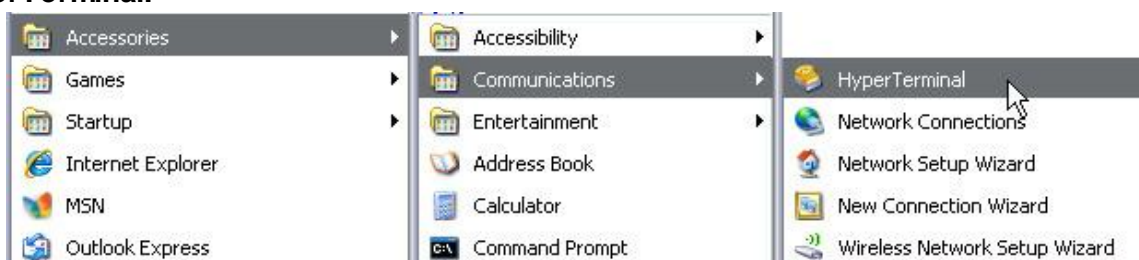 Terminal.
Accessories
Games
Startup
Internet Explorer
MSN
Outlook Express
Accessibility
Communications
Entertainment
Address Book
Calculator
Command Prompt
HyperTerminal
Network Connections
Network Setup Wizard
New Connection Wizard
Wireless Network Setup Wizard